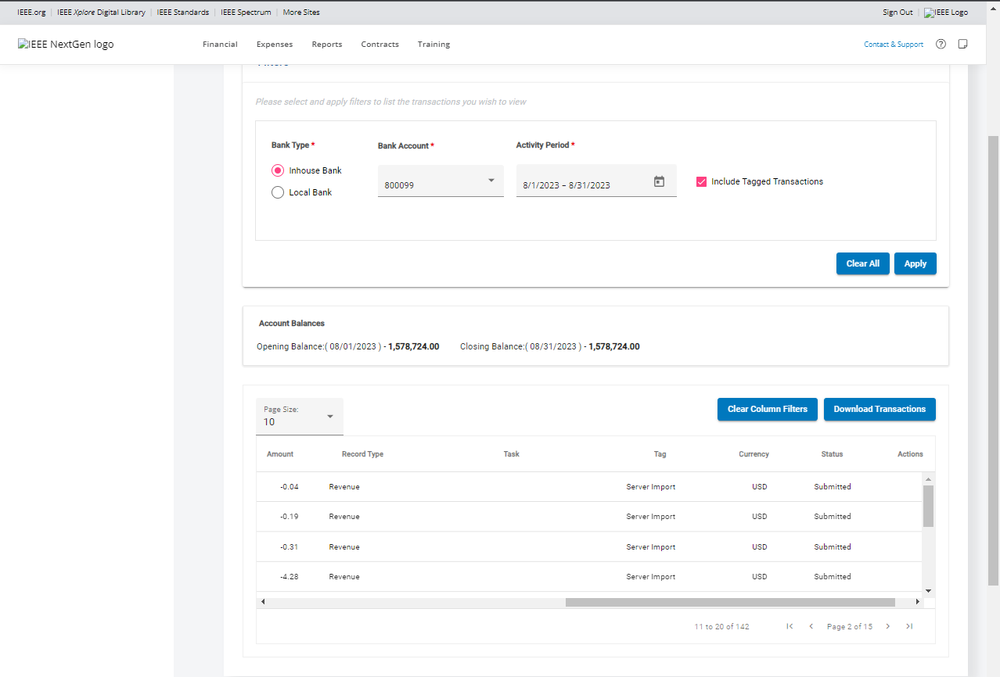 IEEE.org IEEE Xplore Digital Library IEEE Standards IEEE Spectrum More Sites Sign Out IEEE Logo
IEEE NextGen logo Financial Expenses Reports Contracts Training Contact & Support
Filters
Please select and apply filters to list the transactions you wish to view
Bank Type * Bank Account * Activity Period *
Inhouse Bank
800099 8/1/2023 – 8/31/2023 Include Tagged Transactions
Local Bank
Clear All Apply
Account Balances
Opening Balance:( 08/01/2023 ) - 1,578,724.00 Closing Balance:( 08/31/2023 ) - 1,578,724.00
Page Size:
10
Clear Column Filters Download Transactions
Amount Record Type Task Tag Currency Status Actions
-0.04 Revenue Server Import USD Submitted
-0.19 Revenue Server Import USD Submitted
-0.31 Revenue Server Import USD Submitted
-4.28 Revenue Server Import USD Submitted
11 to 20 of 142 Page 2 of 15